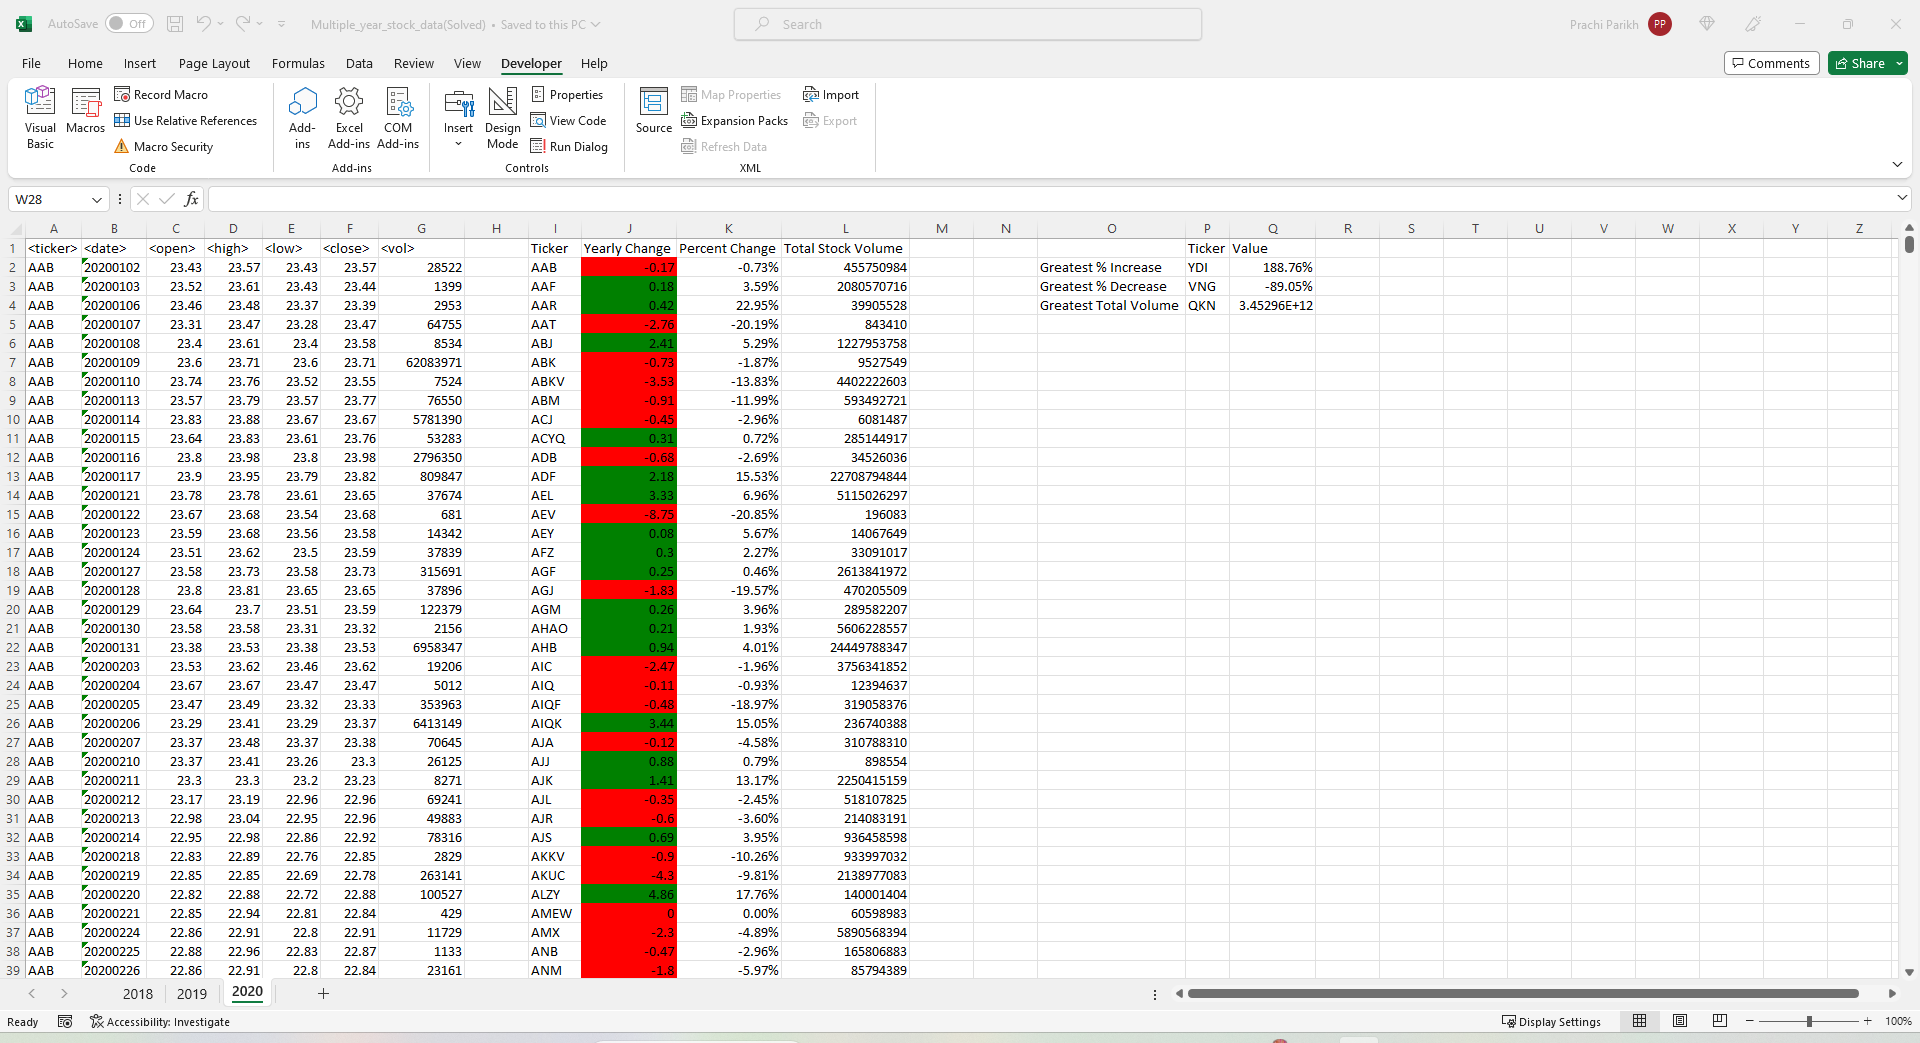 AutoSave Off Multiple_year_stock_data(Solved) • Saved to this PC Search Prachi Parikh PP
File Home Insert Page Layout Formulas Data Review View Developer Help Comments Share
Visual Basic Macros Record Macro Use Relative References Macro Security Code
Add-ins Excel Add-ins COM Add-ins Add-ins
Insert Design Mode Properties View Code Run Dialog Controls
Source Map Properties Expansion Packs Refresh Data Import Export XML
W28 fx
A B C D E F G H I J K L M N O P Q R S T U V W X Y Z
1 <ticker> <date> <open> <high> <low> <close> <vol> Ticker Yearly Change Percent Change Total Stock Volume Ticker Value
2 AAB 20200102 23.43 23.57 23.43 23.57 28522 AAB -0.17 -0.73% 455750984 Greatest % Increase YDI 188.76%
3 AAB 20200103 23.52 23.61 23.43 23.44 1399 AAF 0.18 3.59% 2080570716 Greatest % Decrease VNG -89.05%
4 AAB 20200106 23.46 23.48 23.37 23.39 2953 AAR 0.42 22.95% 39905528 Greatest Total Volume QKN 3.45296E+12
5 AAB 20200107 23.31 23.47 23.28 23.47 64755 AAT -2.76 -20.19% 843410
6 AAB 20200108 23.4 23.61 23.4 23.58 8534 ABJ 2.41 5.29% 1227953758
7 AAB 20200109 23.6 23.71 23.6 23.71 62083971 ABK -0.73 -1.87% 9527549
8 AAB 20200110 23.74 23.76 23.52 23.55 7524 ABKV -3.53 -13.83% 4402222603
9 AAB 20200113 23.57 23.79 23.57 23.77 76550 ABM -0.91 -11.99% 593492721
10 AAB 20200114 23.83 23.88 23.67 23.67 5781390 ACJ -0.45 -2.96% 6081487
11 AAB 20200115 23.64 23.83 23.61 23.76 53283 ACYQ 0.31 0.72% 285144917
12 AAB 20200116 23.8 23.98 23.8 23.98 2796350 ADB -0.68 -2.69% 34526036
13 AAB 20200117 23.9 23.95 23.79 23.82 809847 ADF 2.18 15.53% 22708794844
14 AAB 20200121 23.78 23.78 23.61 23.65 37674 AEL 3.33 6.96% 5115026297
15 AAB 20200122 23.67 23.68 23.54 23.68 681 AEV -8.75 -20.85% 196083
16 AAB 20200123 23.59 23.68 23.56 23.58 14342 AEY 0.08 5.67% 14067649
17 AAB 20200124 23.51 23.62 23.5 23.59 37839 AFZ 0.3 2.27% 33091017
18 AAB 20200127 23.58 23.73 23.58 23.73 315691 AGF 0.25 0.46% 2613841972
19 AAB 20200128 23.8 23.81 23.65 23.65 37896 AGJ -1.83 -19.57% 470205509
20 AAB 20200129 23.64 23.7 23.51 23.59 122379 AGM 0.26 3.96% 289582207
21 AAB 20200130 23.58 23.58 23.31 23.32 2156 AHAO 0.21 1.93% 5606228557
22 AAB 20200131 23.38 23.53 23.38 23.53 6958347 AHB 0.94 4.01% 24449788347
23 AAB 20200203 23.53 23.62 23.46 23.62 19206 AIC -2.47 -1.96% 3756341852
24 AAB 20200204 23.67 23.67 23.47 23.47 5012 AIQ -0.11 -0.93% 12394637
25 AAB 20200205 23.47 23.49 23.32 23.33 353963 AIQF -0.48 -18.97% 319058376
26 AAB 20200206 23.29 23.41 23.29 23.37 6413149 AIQK 3.44 15.05% 236740388
27 AAB 20200207 23.37 23.48 23.37 23.38 70645 AJA -0.12 -4.58% 310788310
28 AAB 20200210 23.37 23.41 23.26 23.3 26125 AJJ 0.88 0.79% 898554
29 AAB 20200211 23.3 23.3 23.2 23.23 8271 AJK 1.41 13.17% 2250415159
30 AAB 20200212 23.17 23.19 22.96 22.96 69241 AJL -0.35 -2.45% 518107825
31 AAB 20200213 22.98 23.04 22.95 22.96 49883 AJR -0.6 -3.60% 214083191
32 AAB 20200214 22.95 22.98 22.86 22.92 78316 AJS 0.69 3.95% 936458598
33 AAB 20200218 22.83 22.89 22.76 22.85 2829 AKKV -0.9 -10.26% 933997032
34 AAB 20200219 22.85 22.85 22.69 22.78 263141 AKUC -4.3 -9.81% 2138977083
35 AAB 20200220 22.82 22.88 22.72 22.88 100527 ALZY 4.86 17.76% 140001404
36 AAB 20200221 22.85 22.94 22.81 22.84 429 AMEW 0 0.00% 60598983
37 AAB 20200224 22.86 22.91 22.8 22.91 11729 AMX -2.3 -4.89% 5890568394
38 AAB 20200225 22.88 22.96 22.83 22.87 1133 ANB -0.47 -2.96% 165806883
39 AAB 20200226 22.86 22.91 22.8 22.84 23161 ANM -1.8 -5.97% 85794389
2018 2019 2020
Ready Accessibility: Investigate Display Settings 100%